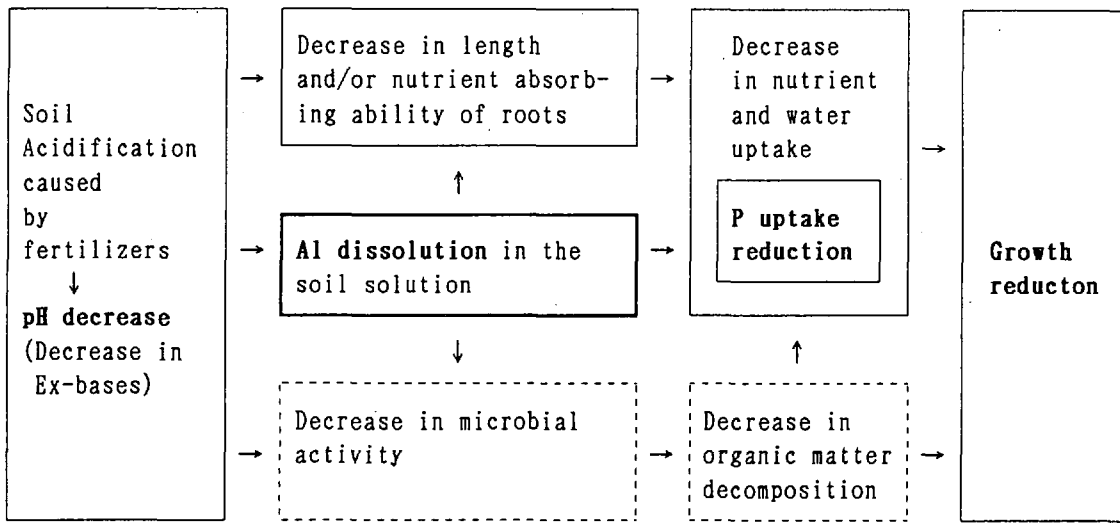 Soil
Acidification
caused
by
fertilizers
↓
pH decrease
(Decrease in
Ex-bases)
→
→
→
Decrease in length
and/or nutrient absorb-
ing ability of roots
↑
Al dissolution in the
soil solution
↓
Decrease in microbial
activity
→
→
→
Decrease
in nutrient
and water
uptake
P uptake
reduction
↑
Decrease in
organic matter
decomposition
→
→
Growth
reducton